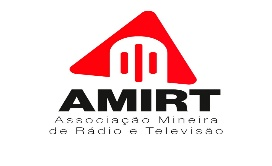 AMIRT
Associação Mineira
de Rádio e Televisão